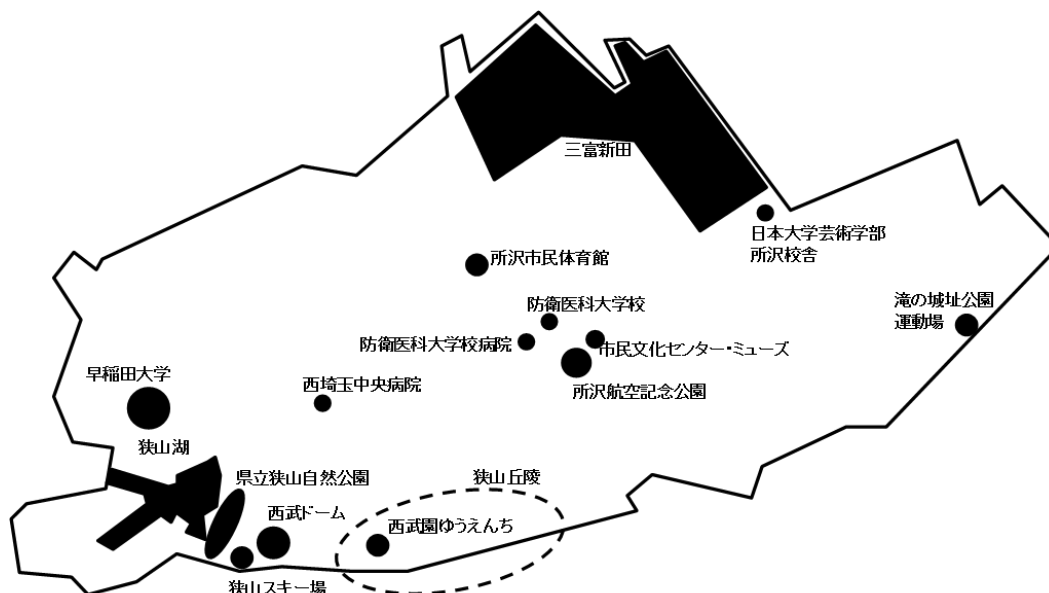 三富新田
日本大学芸術学部
所沢校舎
所沢市民体育館
防衛医科大学校
滝の城址公園
運動場
防衛医科大学校病院
市民文化センター・ミューズ
早稲田大学
西埼玉中央病院
所沢航空記念公園
狭山湖
県立狭山自然公園
狭山丘陵
西武ドーム
西武園ゆうえんち
狭山スキー場